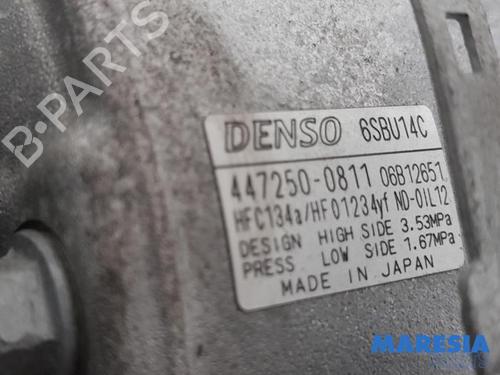 B-PARTS
DENSO 6SBU14C
447250-0811 06B12651
HFC134a/HFO1234yf ND-OIL12
DESIGN HIGH SIDE 3.53MPa
PRESS LOW SIDE 1.67MPa
MADE IN JAPAN
MARESIA